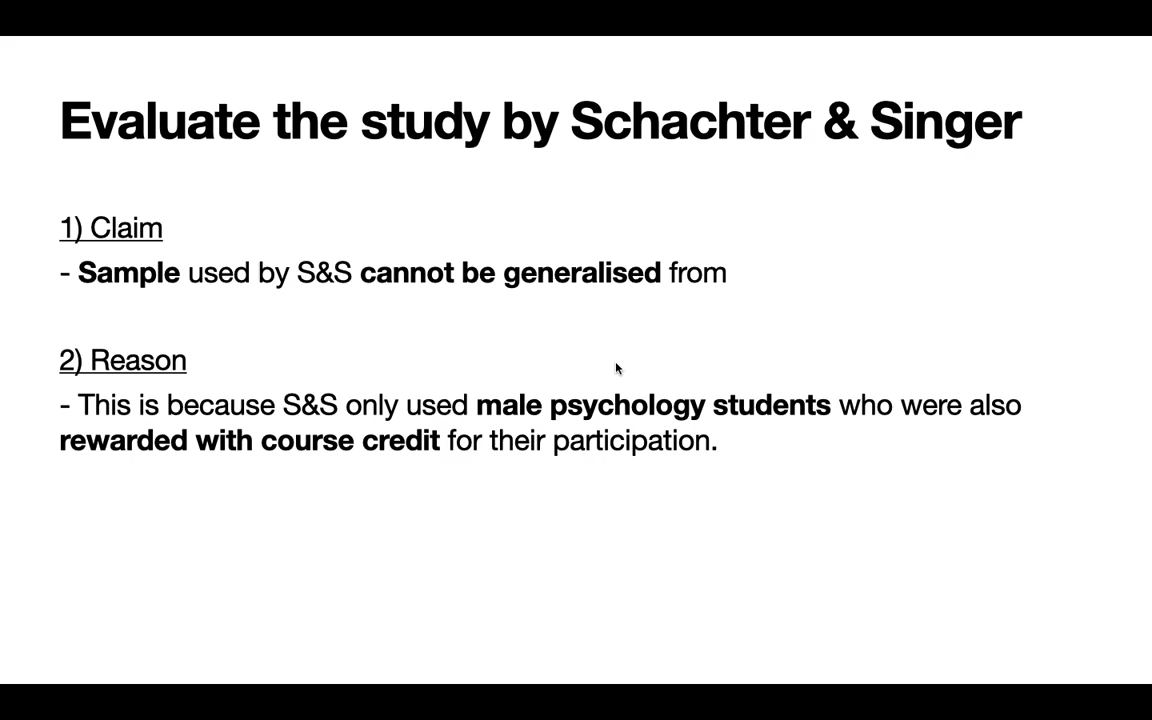 Evaluate the study by Schachter & Singer
1) Claim
- Sample used by S&S cannot be generalised from
2) Reason
- This is because S&S only used male psychology students who were also
rewarded with course credit for their participation.